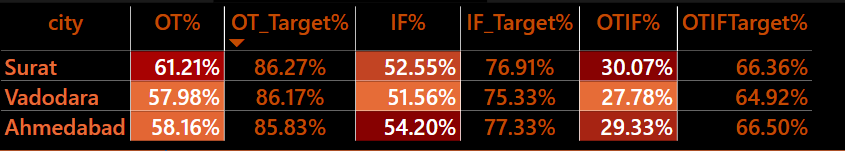 city OT% OT_Target% IF% IF_Target% OTIF% OTIFTarget%
Surat 61.21% 86.27% 52.55% 76.91% 30.07% 66.36%
Vadodara 57.98% 86.17% 51.56% 75.33% 27.78% 64.92%
Ahmedabad 58.16% 85.83% 54.20% 77.33% 29.33% 66.50%